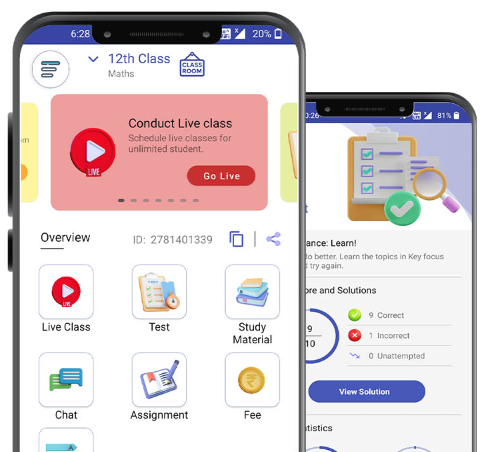 6:28
20%
12th Class
Maths
CLASS
ROOM
Conduct Live class
Schedule live classes for
unlimited student.
LIVE
Go Live
Overview
ID: 2781401339
LIVE
Live Class
Test
Study
Material
Chat
Assignment
Fee
A
0:26
81%
ance: Learn!
do better. Learn the topics in Key focus
try again.
ore and Solutions
9
10
9 Correct
1 Incorrect
0 Unattempted
View Solution
tistics